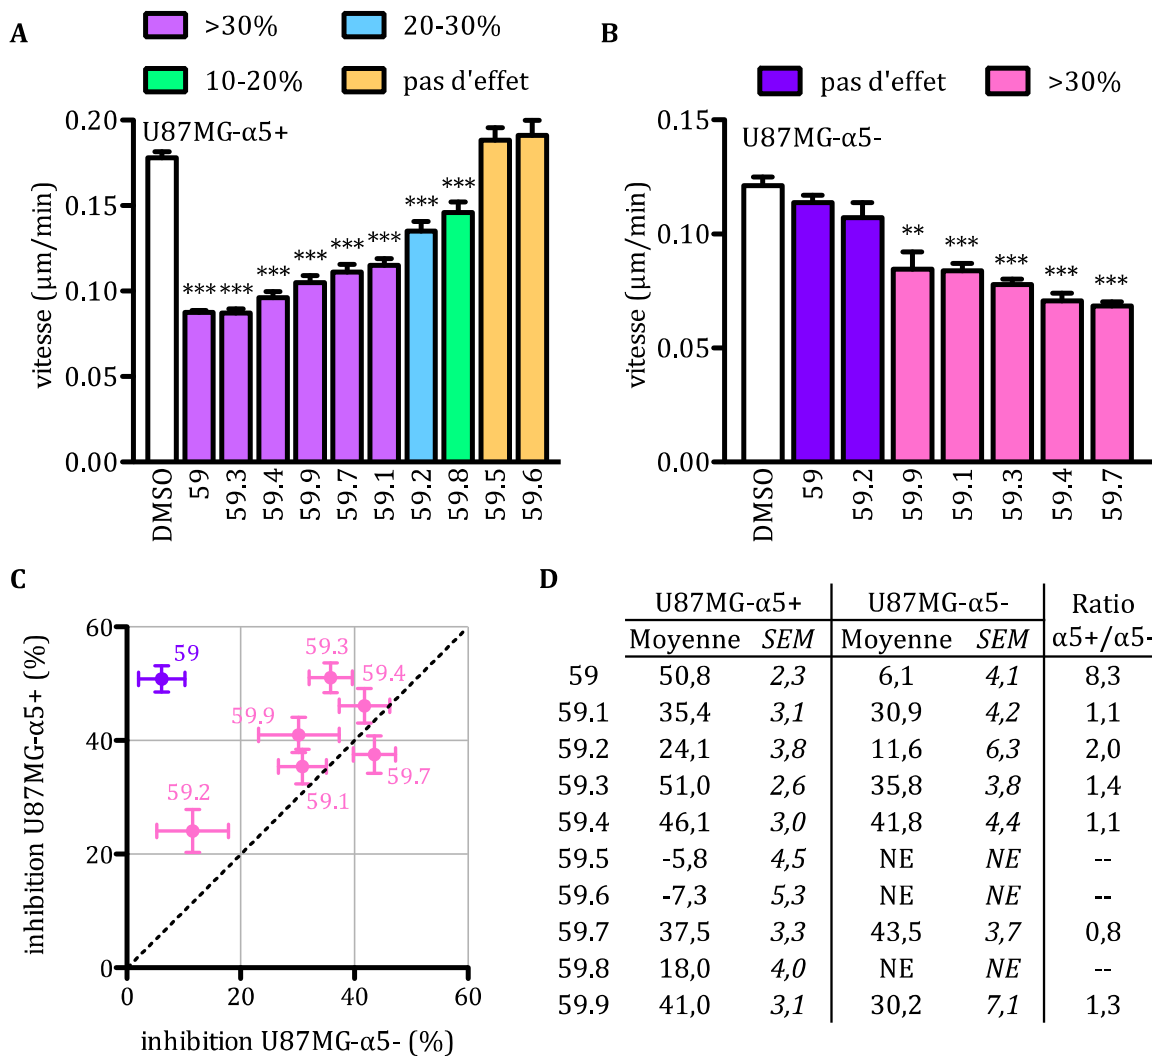 A
>30%
20-30%
10-20%
pas d'effet
U87MG-α5+
vitesse (µm/min)
0.20
0.15
0.10
0.05
0.00
***
***
***
***
***
***
***
***
DMSO
59
59.3
59.4
59.9
59.7
59.1
59.2
59.8
59.5
59.6
B
pas d'effet
>30%
U87MG-α5-
vitesse (µm/min)
0.15
0.10
0.05
0.00
**
***
***
***
***
DMSO
59
59.2
59.9
59.1
59.3
59.4
59.7
C
inhibition U87MG-α5+ (%)
60
40
20
0
59
59.3
59.4
59.9
59.7
59.1
59.2
0
20
40
60
inhibition U87MG-α5- (%)
D
U87MG-α5+ U87MG-α5- Ratio
Moyenne SEM Moyenne SEM α5+/α5-
59 50,8 2,3 6,1 4,1 8,3
59.1 35,4 3,1 30,9 4,2 1,1
59.2 24,1 3,8 11,6 6,3 2,0
59.3 51,0 2,6 35,8 3,8 1,4
59.4 46,1 3,0 41,8 4,4 1,1
59.5 -5,8 4,5 NE NE --
59.6 -7,3 5,3 NE NE --
59.7 37,5 3,3 43,5 3,7 0,8
59.8 18,0 4,0 NE NE --
59.9 41,0 3,1 30,2 7,1 1,3